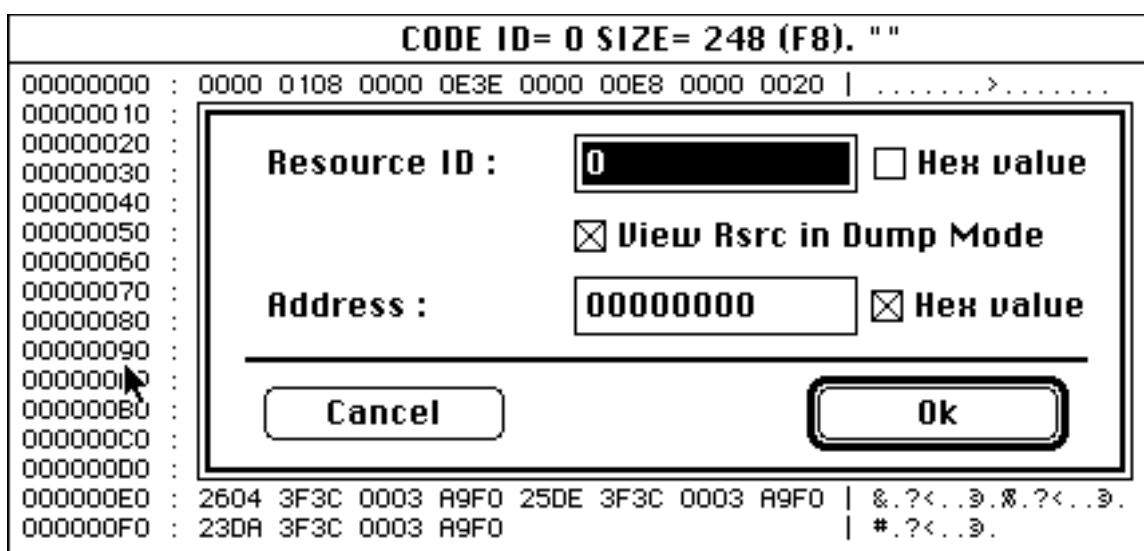 CODE ID= 0 SIZE= 248 (F8). ""
00000000 : 0000 0108 0000 0E3E 0000 00E8 0000 0020 | .......>.......
00000010 :
00000020 :
00000030 :
00000040 :
00000050 :
00000060 :
00000070 :
00000080 :
00000090 :
000000B0 :
000000C0 :
000000D0 :
Resource ID : 0 Hex value
View Rsrc in Dump Mode
Address : 00000000 Hex value
Cancel Ok
000000E0 : 2604 3F3C 0003 A9F0 25DE 3F3C 0003 A9F0 | &.?<..
000000F0 : 23DA 3F3C 0003 A9F0 | #.?<..